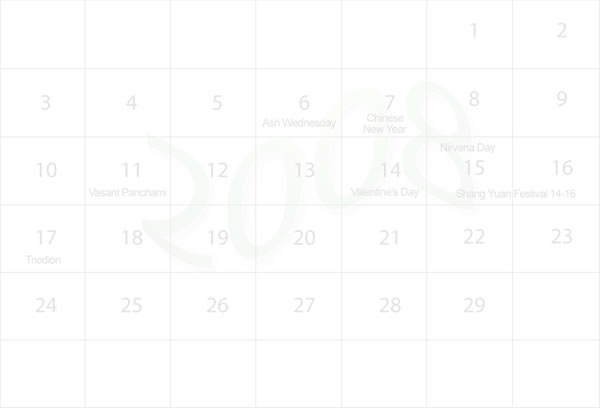 1 2
3 4 5 6 7 8 9
Ash Wednesday
Chinese
New Year
2008
Nirvana Day
10 11 12 13 14 15 16
Vasant Panchami Valentine's Day Shang Yuan Festival 14-16
17 18 19 20 21 22 23
Triodion
24 25 26 27 28 29